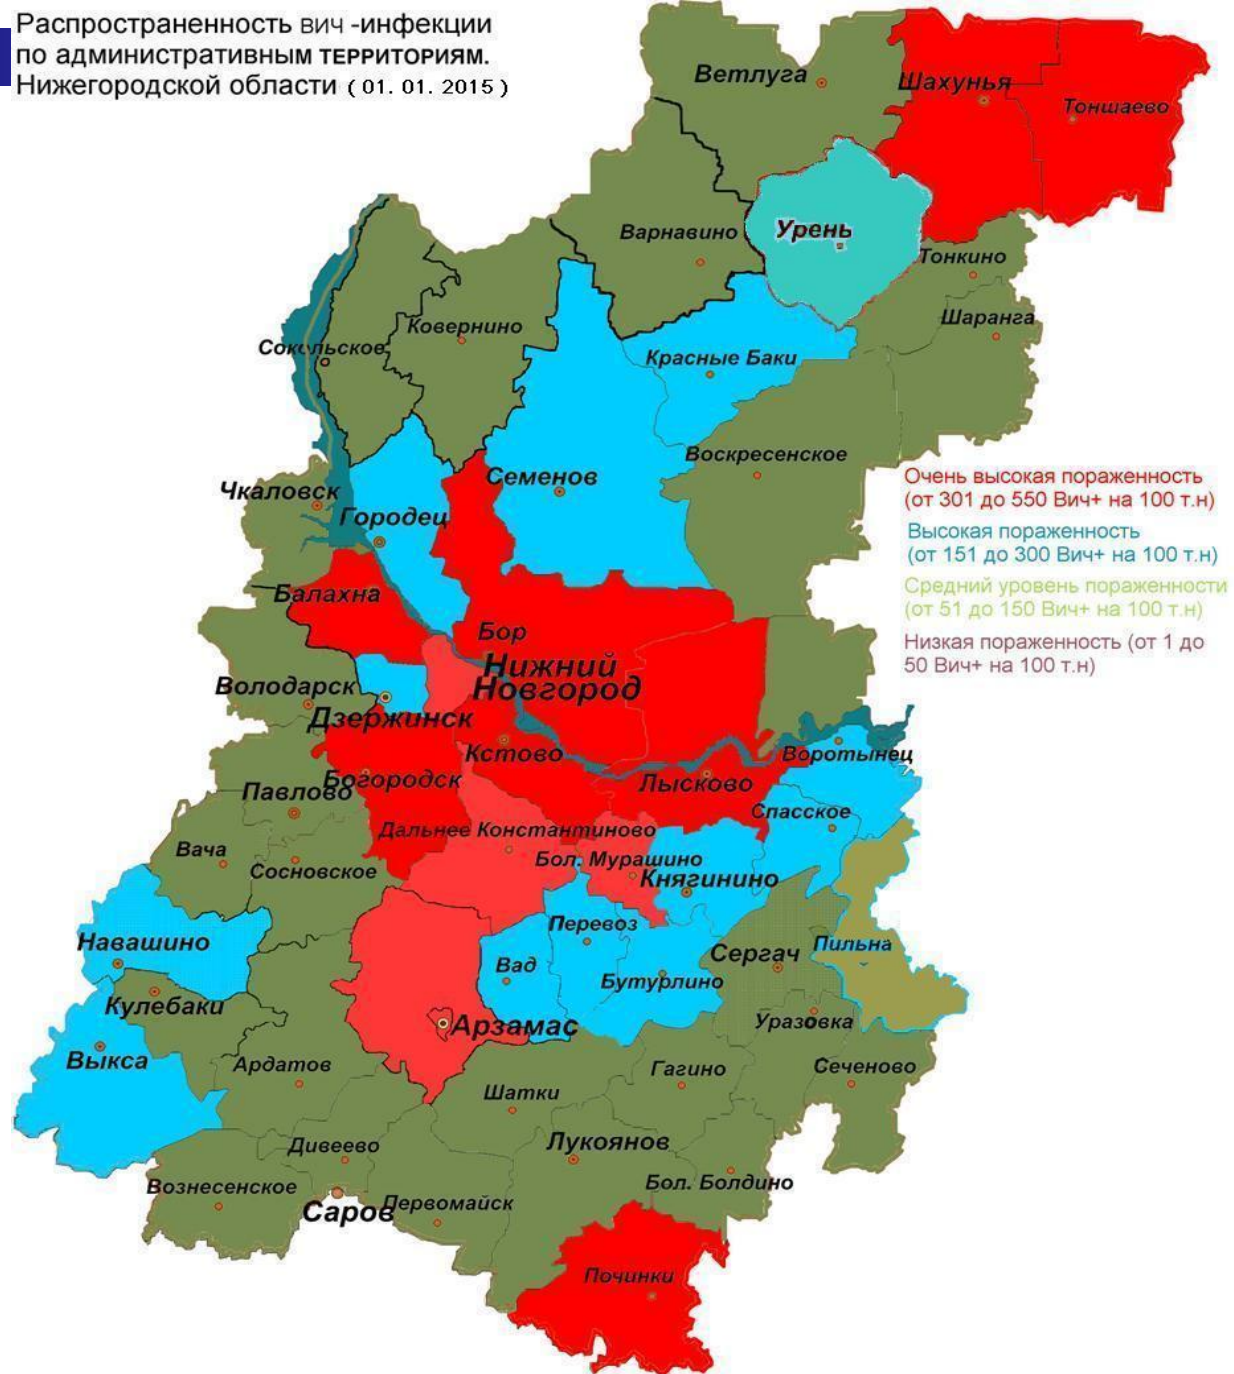 Распространенность вич -инфекции
по административным ТЕРРИТОРИЯМ.
Нижегородской области ( 01. 01. 2015 )
Ветлуга
Шахунья
Тоншаево
Варнавино
Урень
Тонкино
Шаранга
Ковернино
Сокольское
Красные Баки
Воскресенское
Семенов
Чкаловск
Городец
Очень высокая пораженность
(от 301 до 550 Вич+ на 100 т.н)
Высокая пораженность
(от 151 до 300 Вич+ на 100 т.н)
Средний уровень пораженности
(от 51 до 150 Вич+ на 100 т.н)
Низкая пораженность (от 1 до
50 Вич+ на 100 т.н)
Балахна
Бор
Нижний
Новгород
Володарск
Дзержинск
Кстово
Воротынец
Богородск
Лысково
Павлово
Спасское
Дальнее Константиново
Вача
Бол. Мурашино
Сосновское
Княгинино
Перевоз
Навашино
Пильна
Сергач
Вад
Бутурлино
Кулебаки
Уразовка
Арзамас
Выкса
Ардатов
Гагино
Сеченово
Шатки
Дивеево
Лукоянов
Вознесенское
Бол. Болдино
Саров
Первомайск
Починки